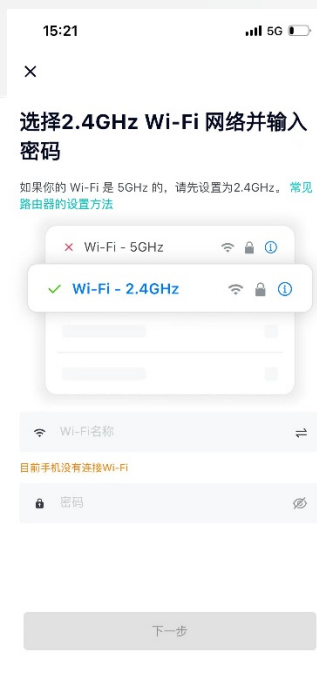 15:21
5G
选择2.4GHz Wi-Fi 网络并输入
密码
如果你的 Wi-Fi 是 5GHz 的，请先设置为2.4GHz。 常见
路由器的设置方法
Wi-Fi - 5GHz
Wi-Fi - 2.4GHz
Wi-Fi名称
目前手机没有连接Wi-Fi
密码
下一步